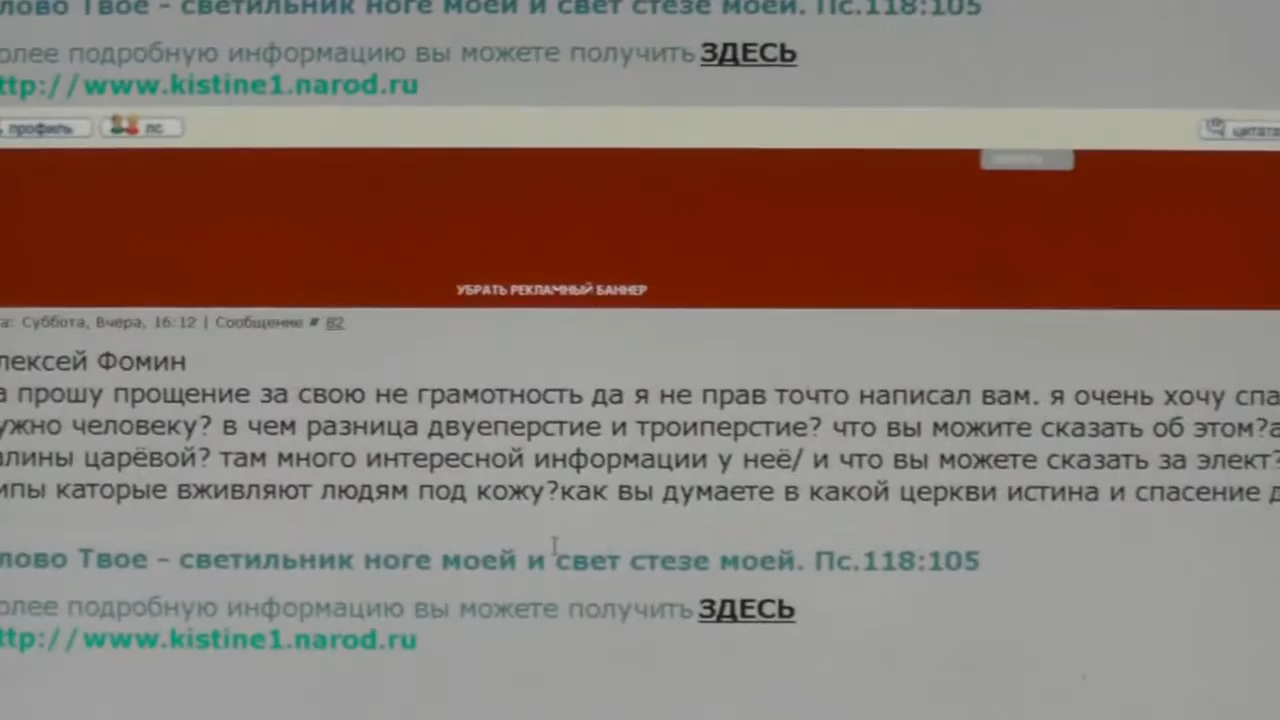 лово Твое - светильник ноге моей и свет стезе моей. Пс.118:105
олее подробную информацию вы можете получить ЗДЕСЬ
ttp://www.kistine1.narod.ru
профиль лс цитата
УБРАТЬ РЕКЛАМНЫЙ БАННЕР
а: Суббота, Вчера, 16:12 | Сообщение # 82
лексей Фомин
а прошу прощение за свою не грамотность да я не прав точто написал вам. я очень хочу спа
ужно человеку? в чем разница двуеперстие и троиперстие? что вы можите сказать об этом?а
алины царёвой? там много интересной информации у неё/ и что вы можете сказать за элект?
ипы каторые вживляют людям под кожу?как вы думаете в какой церкви истина и спасение д
лово Твое - светильник ноге моей и свет стезе моей. Пс.118:105
олее подробную информацию вы можете получить ЗДЕСЬ
ttp://www.kistine1.narod.ru